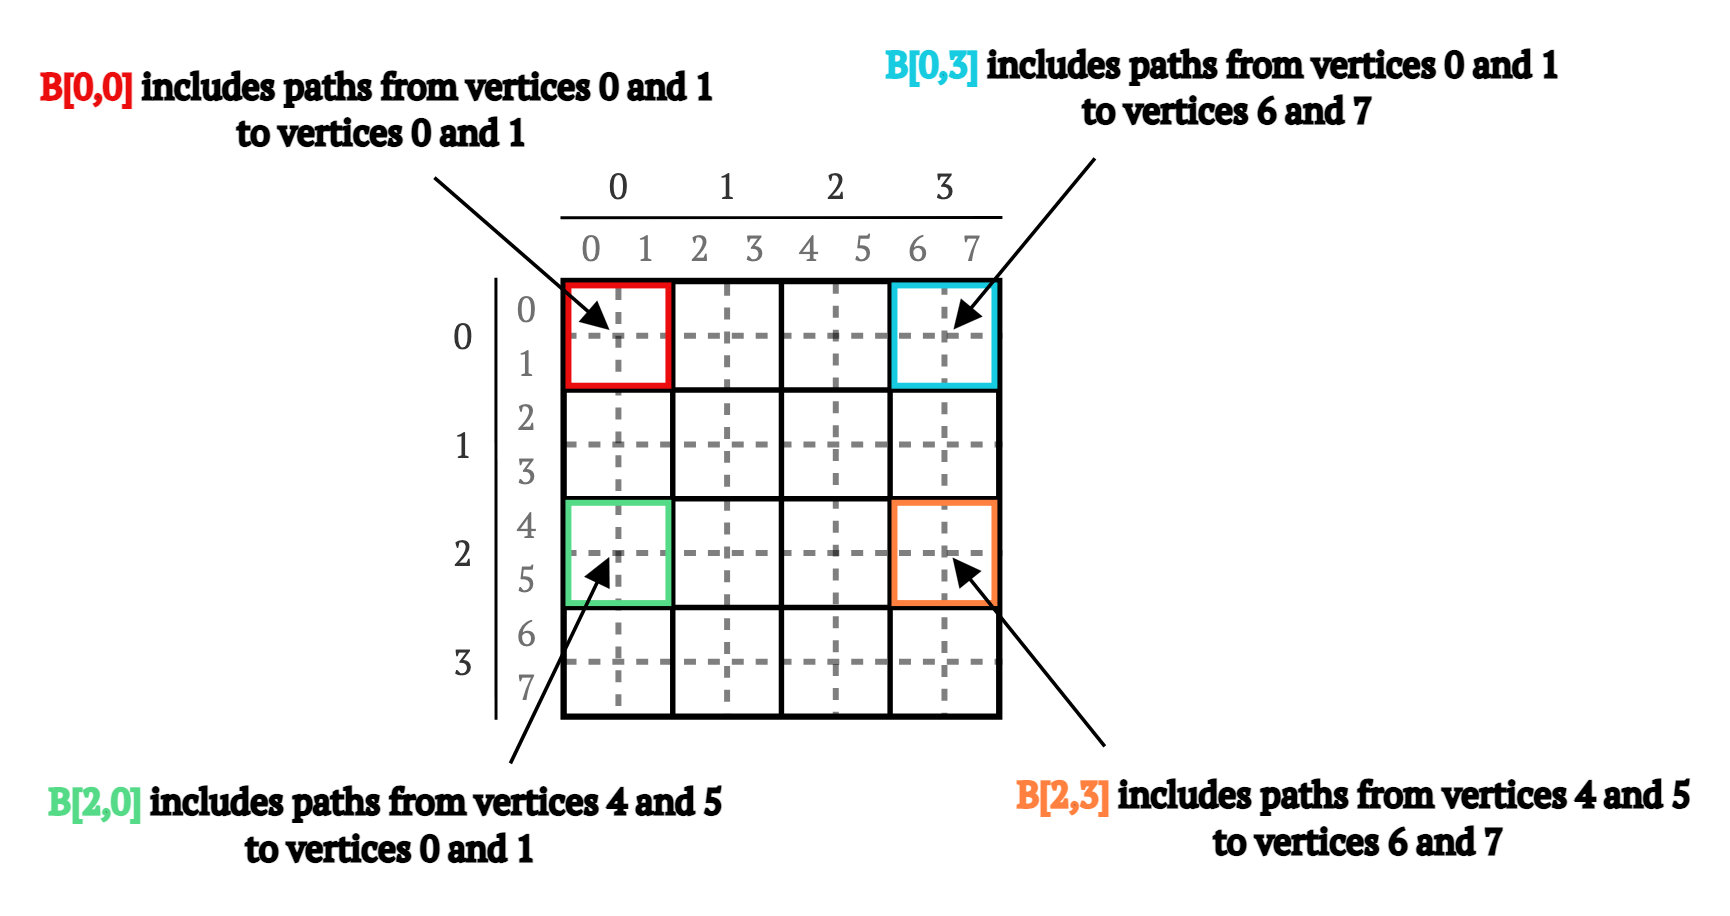 B[0,0] includes paths from vertices 0 and 1
to vertices 0 and 1
B[0,3] includes paths from vertices 0 and 1
to vertices 6 and 7
0 1 2 3
0 1 2 3 4 5 6 7
0
0
1
2
1
3
4
2
5
6
3
7
B[2,0] includes paths from vertices 4 and 5
to vertices 0 and 1
B[2,3] includes paths from vertices 4 and 5
to vertices 6 and 7